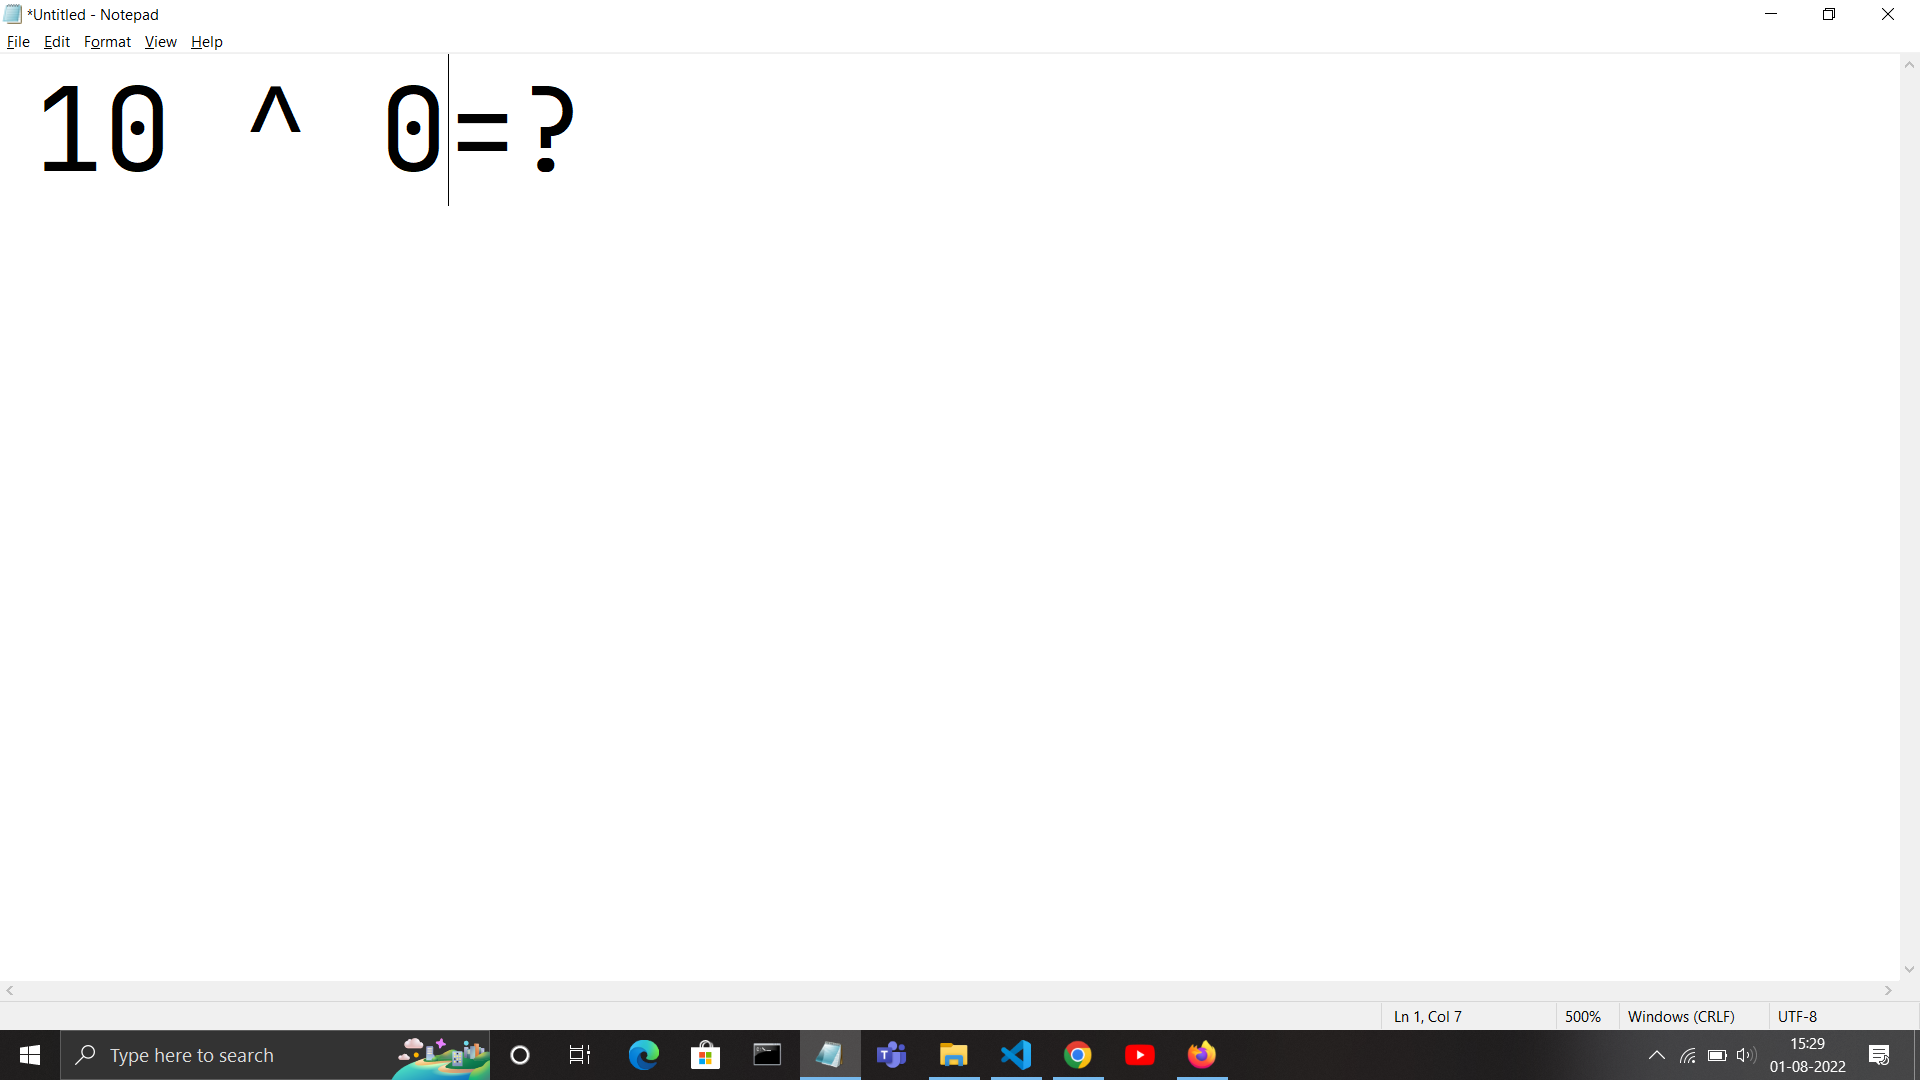 *Untitled - Notepad
File Edit Format View Help
10 ^ 0=?
Ln 1, Col 7 500% Windows (CRLF) UTF-8
Type here to search
15:29
01-08-2022